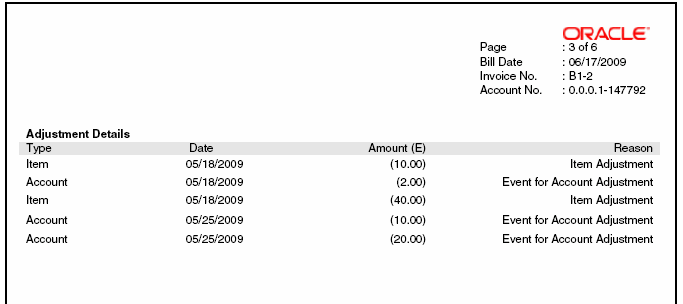 ORACLE
Page : 3 of 6
Bill Date : 06/17/2009
Invoice No. : B1-2
Account No. : 0.0.0.1-147792
Adjustment Details
Type Date Amount (E) Reason
Item 05/18/2009 (10.00) Item Adjustment
Account 05/18/2009 (2.00) Event for Account Adjustment
Item 05/18/2009 (40.00) Item Adjustment
Account 05/25/2009 (10.00) Event for Account Adjustment
Account 05/25/2009 (20.00) Event for Account Adjustment